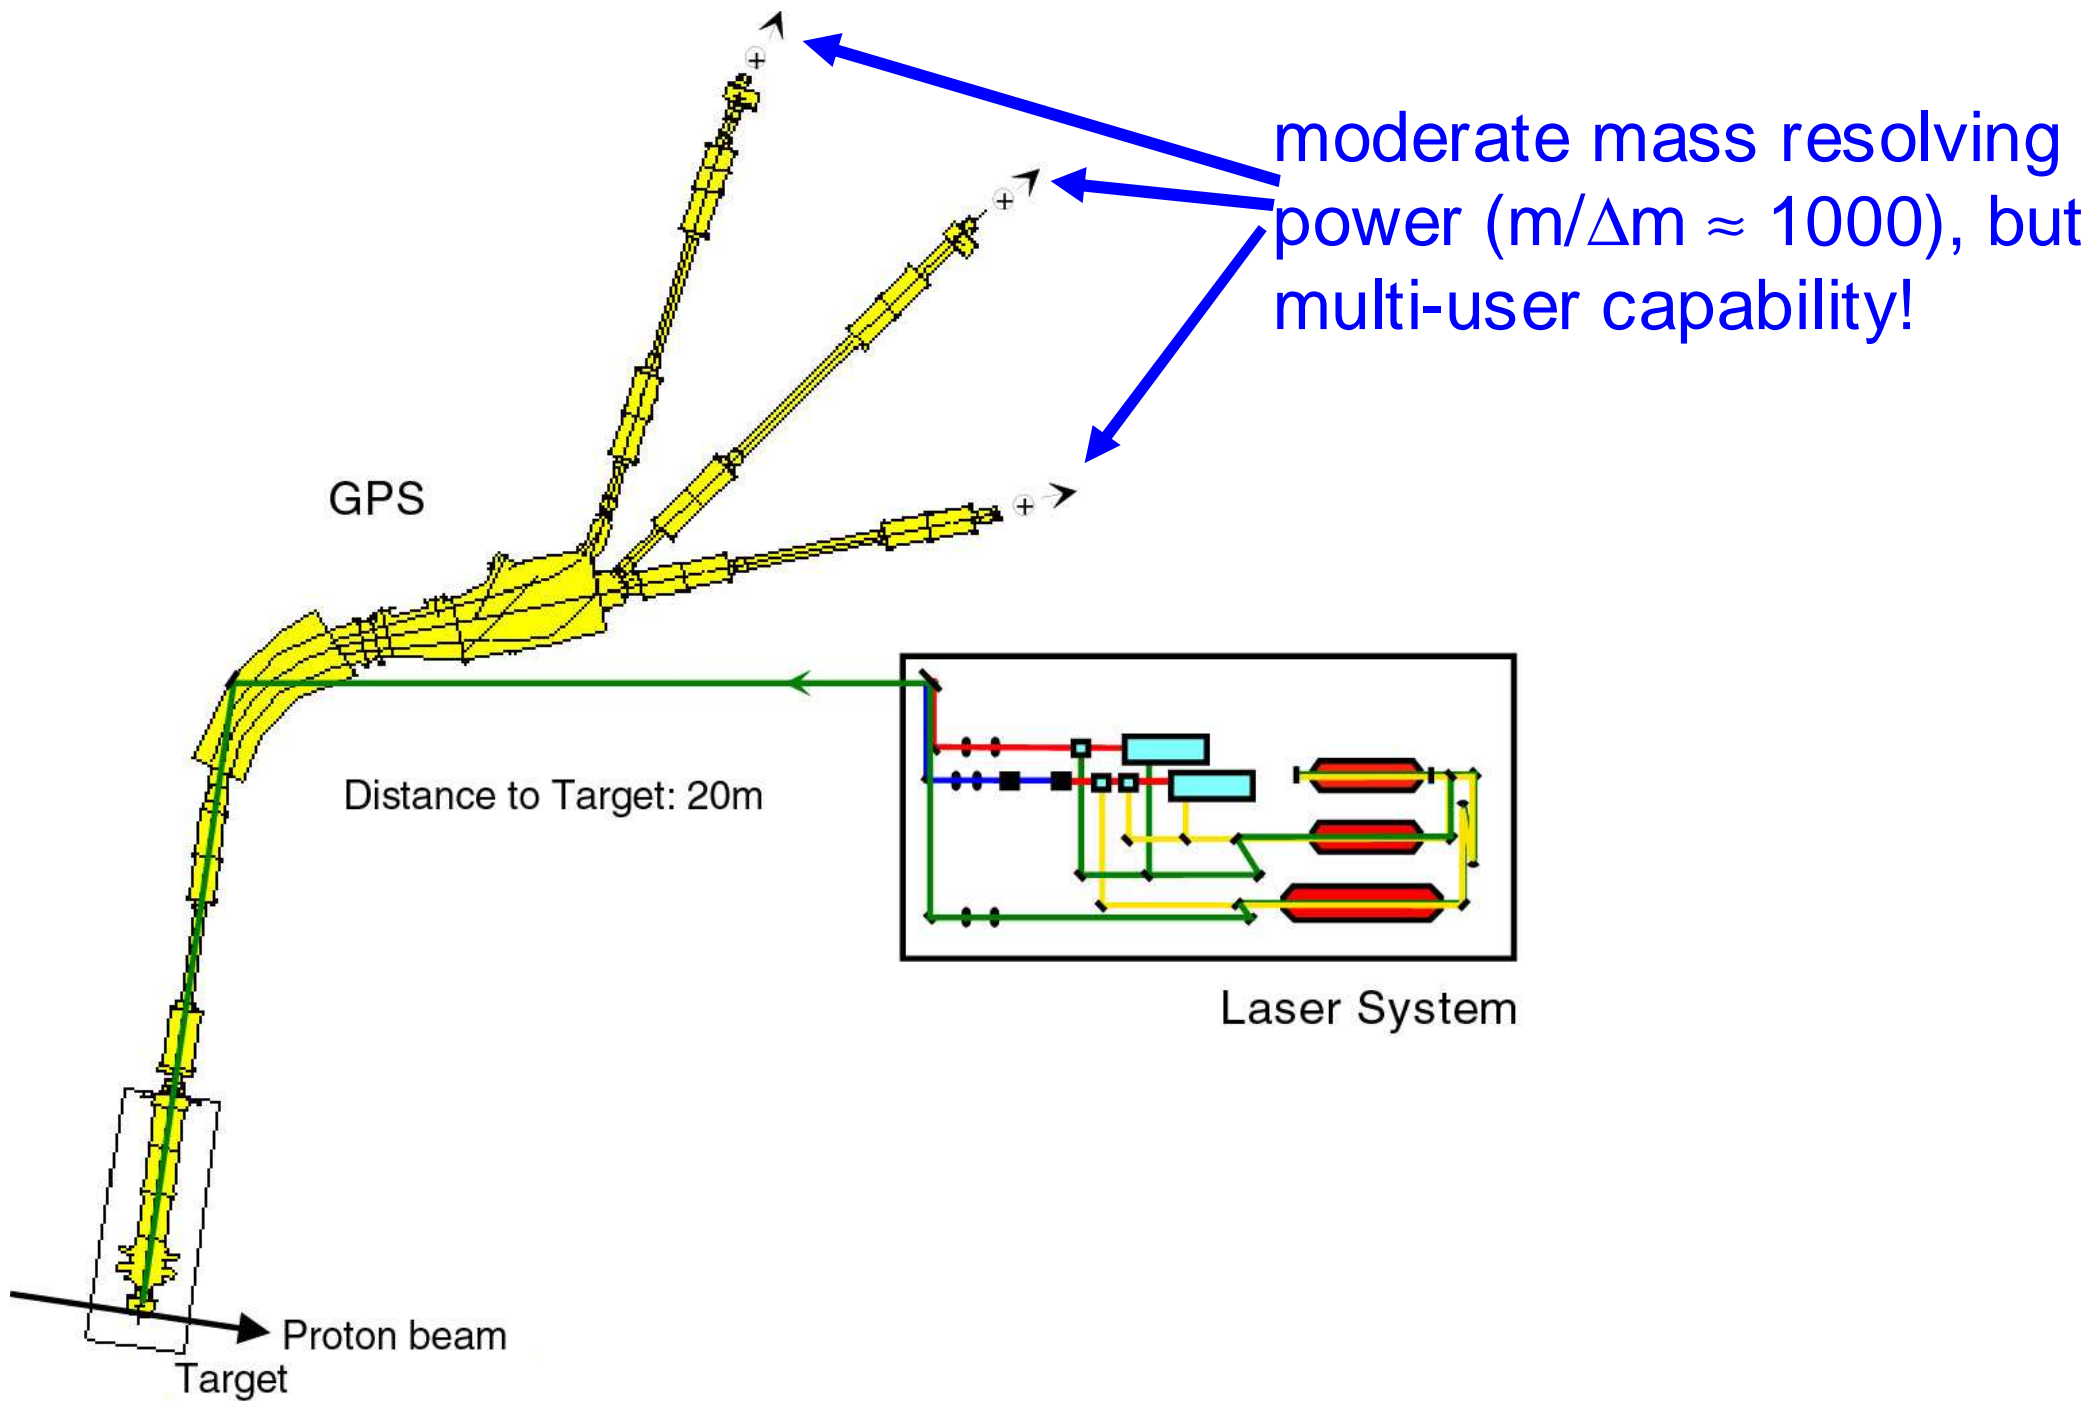 moderate mass resolving
power (m/Δm ≈ 1000), but
multi-user capability!
GPS
Distance to Target: 20m
Laser System
Proton beam
Target